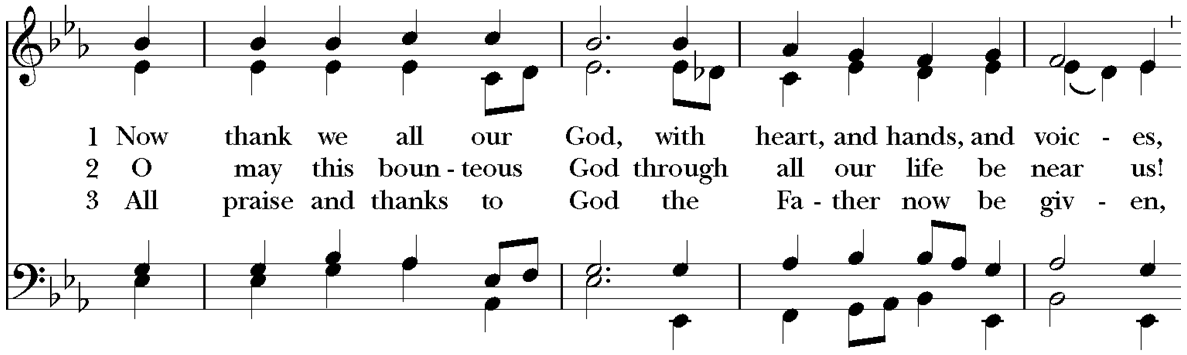 1 Now thank we all our God, with heart, and hands, and voic - es,
2 O may this boun - teous God through all our life be near us!
3 All praise and thanks to God the Fa - ther now be giv - en,